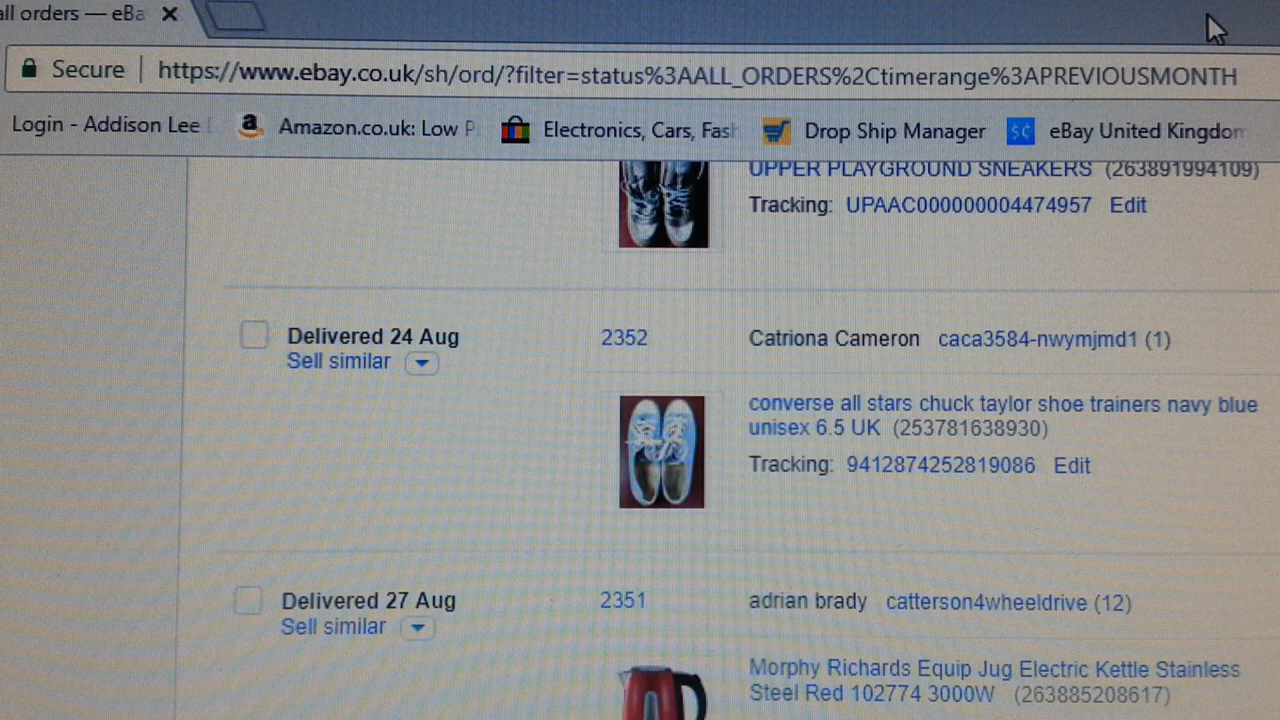 all orders — eBa
Secure | https://www.ebay.co.uk/sh/ord/?filter=status%3AALL_ORDERS%2Ctimerange%3APREVIOUSMONTH
Login - Addison Lee
Amazon.co.uk: Low P
Electronics, Cars, Fash
Drop Ship Manager
eBay United Kingdom
UPPER PLAYGROUND SNEAKERS (263891994109)
Tracking: UPAAC000000004474957 Edit
Delivered 24 Aug
2352
Catriona Cameron caca3584-nwymjmd1 (1)
Sell similar
converse all stars chuck taylor shoe trainers navy blue
unisex 6.5 UK (253781638930)
Tracking: 9412874252819086 Edit
Delivered 27 Aug
2351
adrian brady catterson4wheeldrive (12)
Sell similar
Morphy Richards Equip Jug Electric Kettle Stainless
Steel Red 102774 3000W (263885208617)